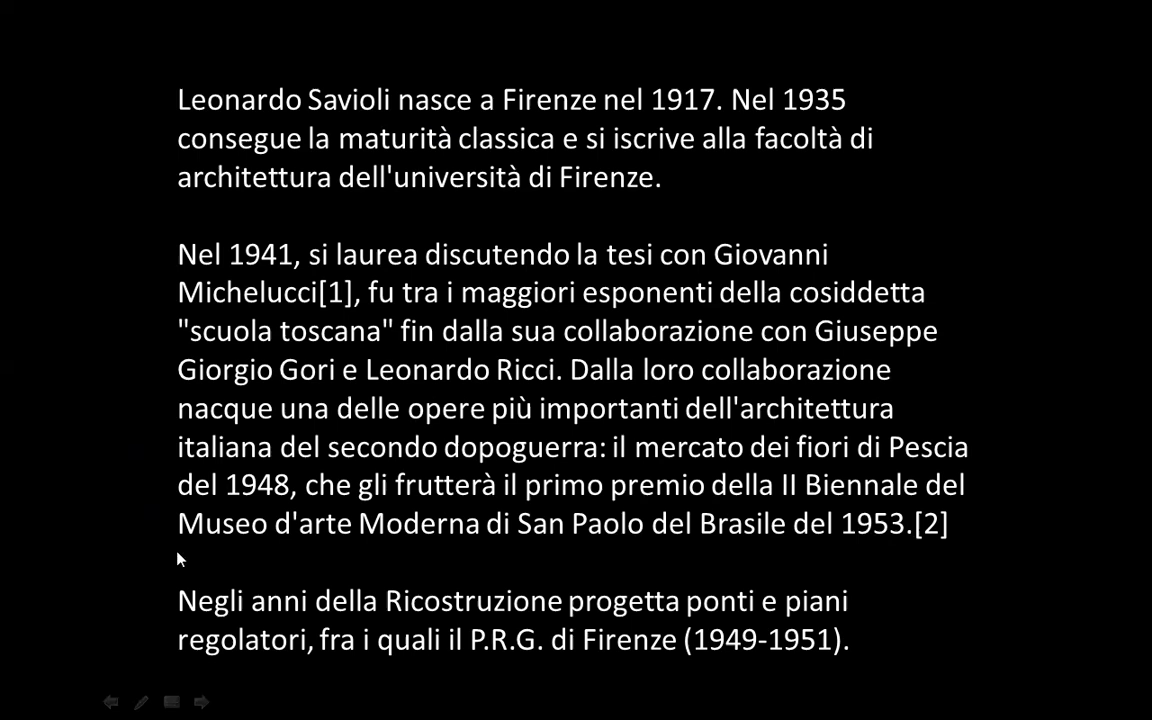 Leonardo Savioli nasce a Firenze nel 1917. Nel 1935
consegue la maturità classica e si iscrive alla facoltà di
architettura dell'università di Firenze.
Nel 1941, si laurea discutendo la tesi con Giovanni
Michelucci[1], fu tra i maggiori esponenti della cosiddetta
"scuola toscana" fin dalla sua collaborazione con Giuseppe
Giorgio Gori e Leonardo Ricci. Dalla loro collaborazione
nacque una delle opere più importanti dell'architettura
italiana del secondo dopoguerra: il mercato dei fiori di Pescia
del 1948, che gli frutterà il primo premio della II Biennale del
Museo d'arte Moderna di San Paolo del Brasile del 1953.[2]
Negli anni della Ricostruzione progetta ponti e piani
regolatori, fra i quali il P.R.G. di Firenze (1949-1951).